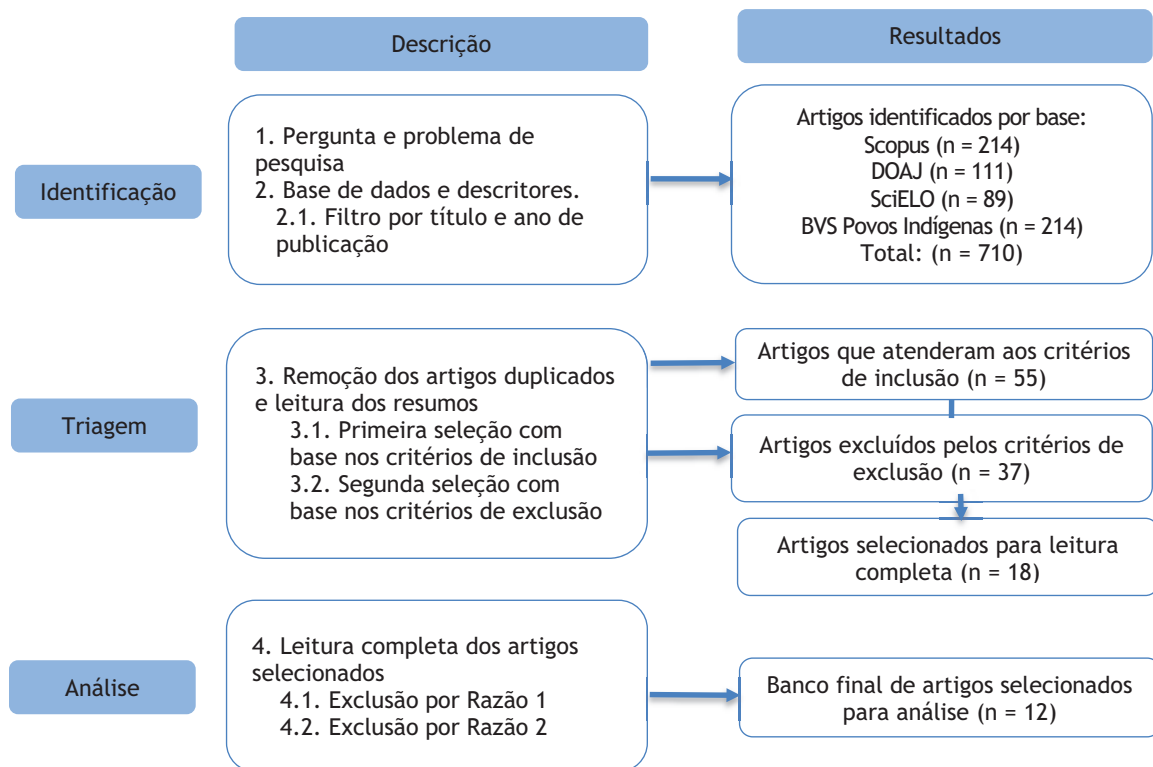 Descrição
Resultados
Identificação
1. Pergunta e problema de
pesquisa
2. Base de dados e descritores.
2.1. Filtro por título e ano de
publicação
Artigos identificados por base:
Scopus (n = 214)
DOAJ (n = 111)
SciELO (n = 89)
BVS Povos Indígenas (n = 214)
Total: (n = 710)
Triagem
3. Remoção dos artigos duplicados
e leitura dos resumos
3.1. Primeira seleção com
base nos critérios de inclusão
3.2. Segunda seleção com
base nos critérios de exclusão
Artigos que atenderam aos critérios
de inclusão (n = 55)
Artigos excluídos pelos critérios de
exclusão (n = 37)
Artigos selecionados para leitura
completa (n = 18)
Análise
4. Leitura completa dos artigos
selecionados
4.1. Exclusão por Razão 1
4.2. Exclusão por Razão 2
Banco final de artigos selecionados
para análise (n = 12)